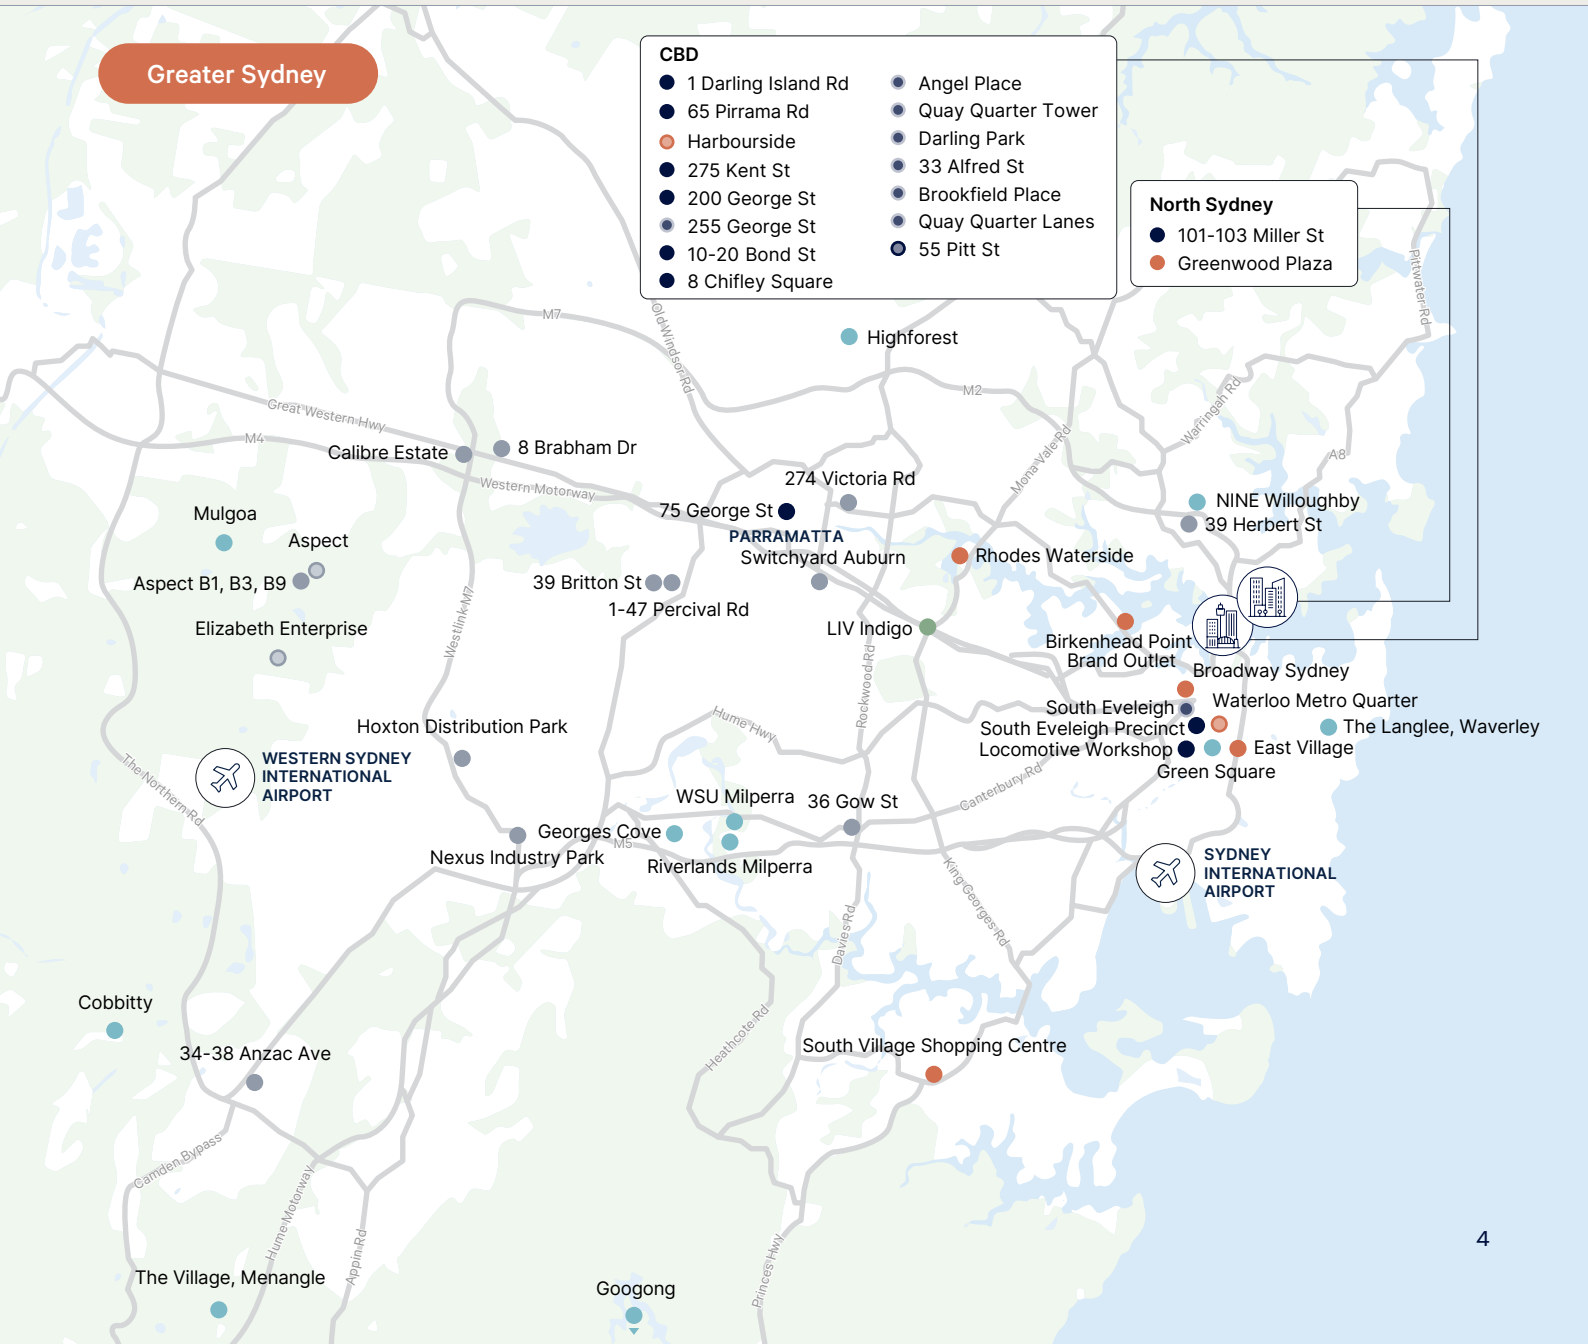 Greater Sydney
CBD
1 Darling Island Rd
65 Pirrama Rd
Harbourside
275 Kent St
200 George St
255 George St
10-20 Bond St
8 Chifley Square
Angel Place
Quay Quarter Tower
Darling Park
33 Alfred St
Brookfield Place
Quay Quarter Lanes
55 Pitt St
North Sydney
101-103 Miller St
Greenwood Plaza
Pittwater Rd
M7
Old Windsor Rd
Highforest
M2
Great Western Hwy
M4
Warringah Rd
Mona Vale Rd
A8
Calibre Estate
8 Brabham Dr
Western Motorway
274 Victoria Rd
75 George St
PARRAMATTA
Switchyard Auburn
NINE Willoughby
39 Herbert St
Mulgoa
Aspect
Aspect B1, B3, B9
Rhodes Waterside
39 Britton St
1-47 Percival Rd
Elizabeth Enterprise
Westlink M7
LIV Indigo
Birkenhead Point
Brand Outlet
Broadway Sydney
Rockwood Rd
South Eveleigh
Waterloo Metro Quarter
South Eveleigh Precinct
The Langlee, Waverley
Locomotive Workshop
East Village
Green Square
Hume Hwy
Hoxton Distribution Park
WESTERN SYDNEY
INTERNATIONAL
AIRPORT
The Northern Rd
Canterbury Rd
WSU Milperra
36 Gow St
Georges Cove
M5
Nexus Industry Park
Riverlands Milperra
SYDNEY
INTERNATIONAL
AIRPORT
King Georges Rd
Davies Rd
Cobbitty
34-38 Anzac Ave
Heathcote Rd
South Village Shopping Centre
Camden Bypass
Hume Motorway
Appin Rd
Princes Hwy
The Village, Menangle
Googong
4